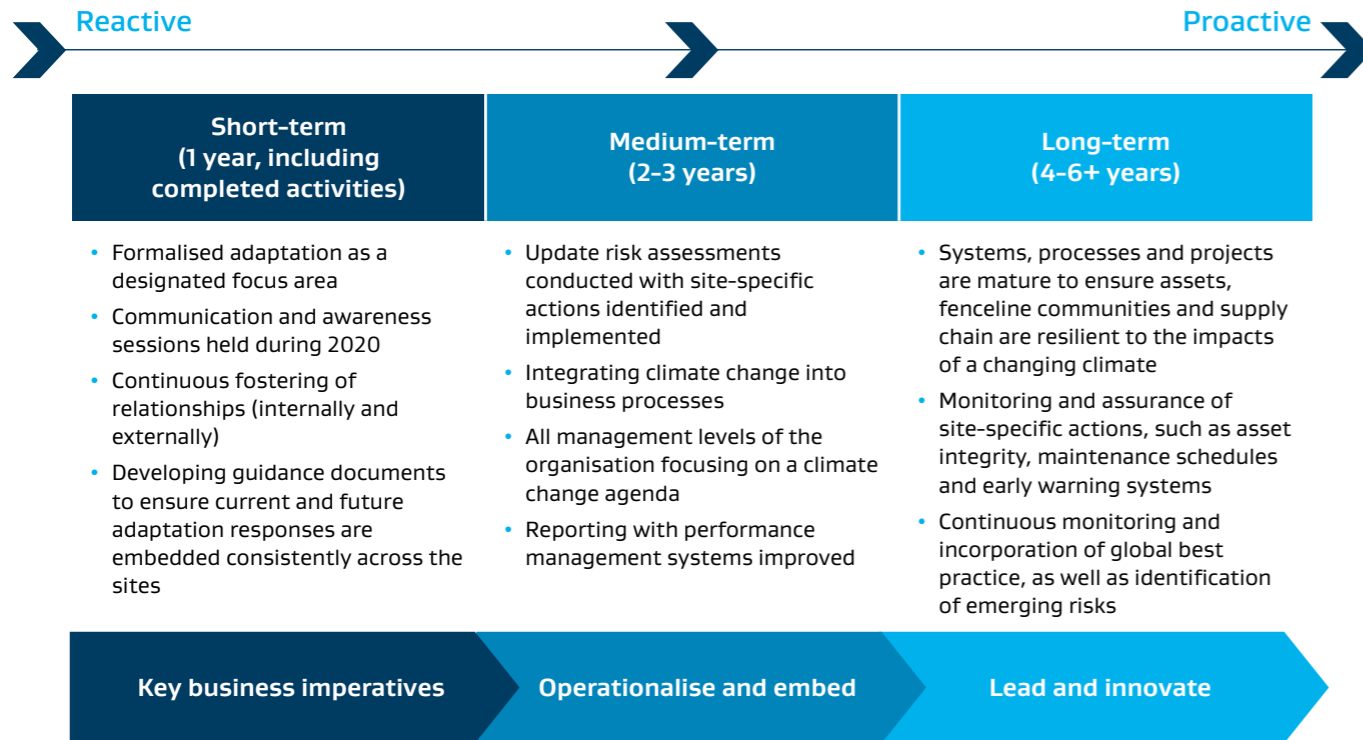 Reactive
Proactive
Short-term
(1 year, including
completed activities)
Medium-term
(2-3 years)
Long-term
(4-6+ years)
• Formalised adaptation as a
designated focus area
• Communication and awareness
sessions held during 2020
• Continuous fostering of
relationships (internally and
externally)
• Developing guidance documents
to ensure current and future
adaptation responses are
embedded consistently across the
sites
• Update risk assessments
conducted with site-specific
actions identified and
implemented
• Integrating climate change into
business processes
• All management levels of the
organisation focusing on a climate
change agenda
• Reporting with performance
management systems improved
• Systems, processes and projects
are mature to ensure assets,
fenceline communities and supply
chain are resilient to the impacts
of a changing climate
• Monitoring and assurance of
site-specific actions, such as asset
integrity, maintenance schedules
and early warning systems
• Continuous monitoring and
incorporation of global best
practice, as well as identification
of emerging risks
Key business imperatives
Operationalise and embed
Lead and innovate